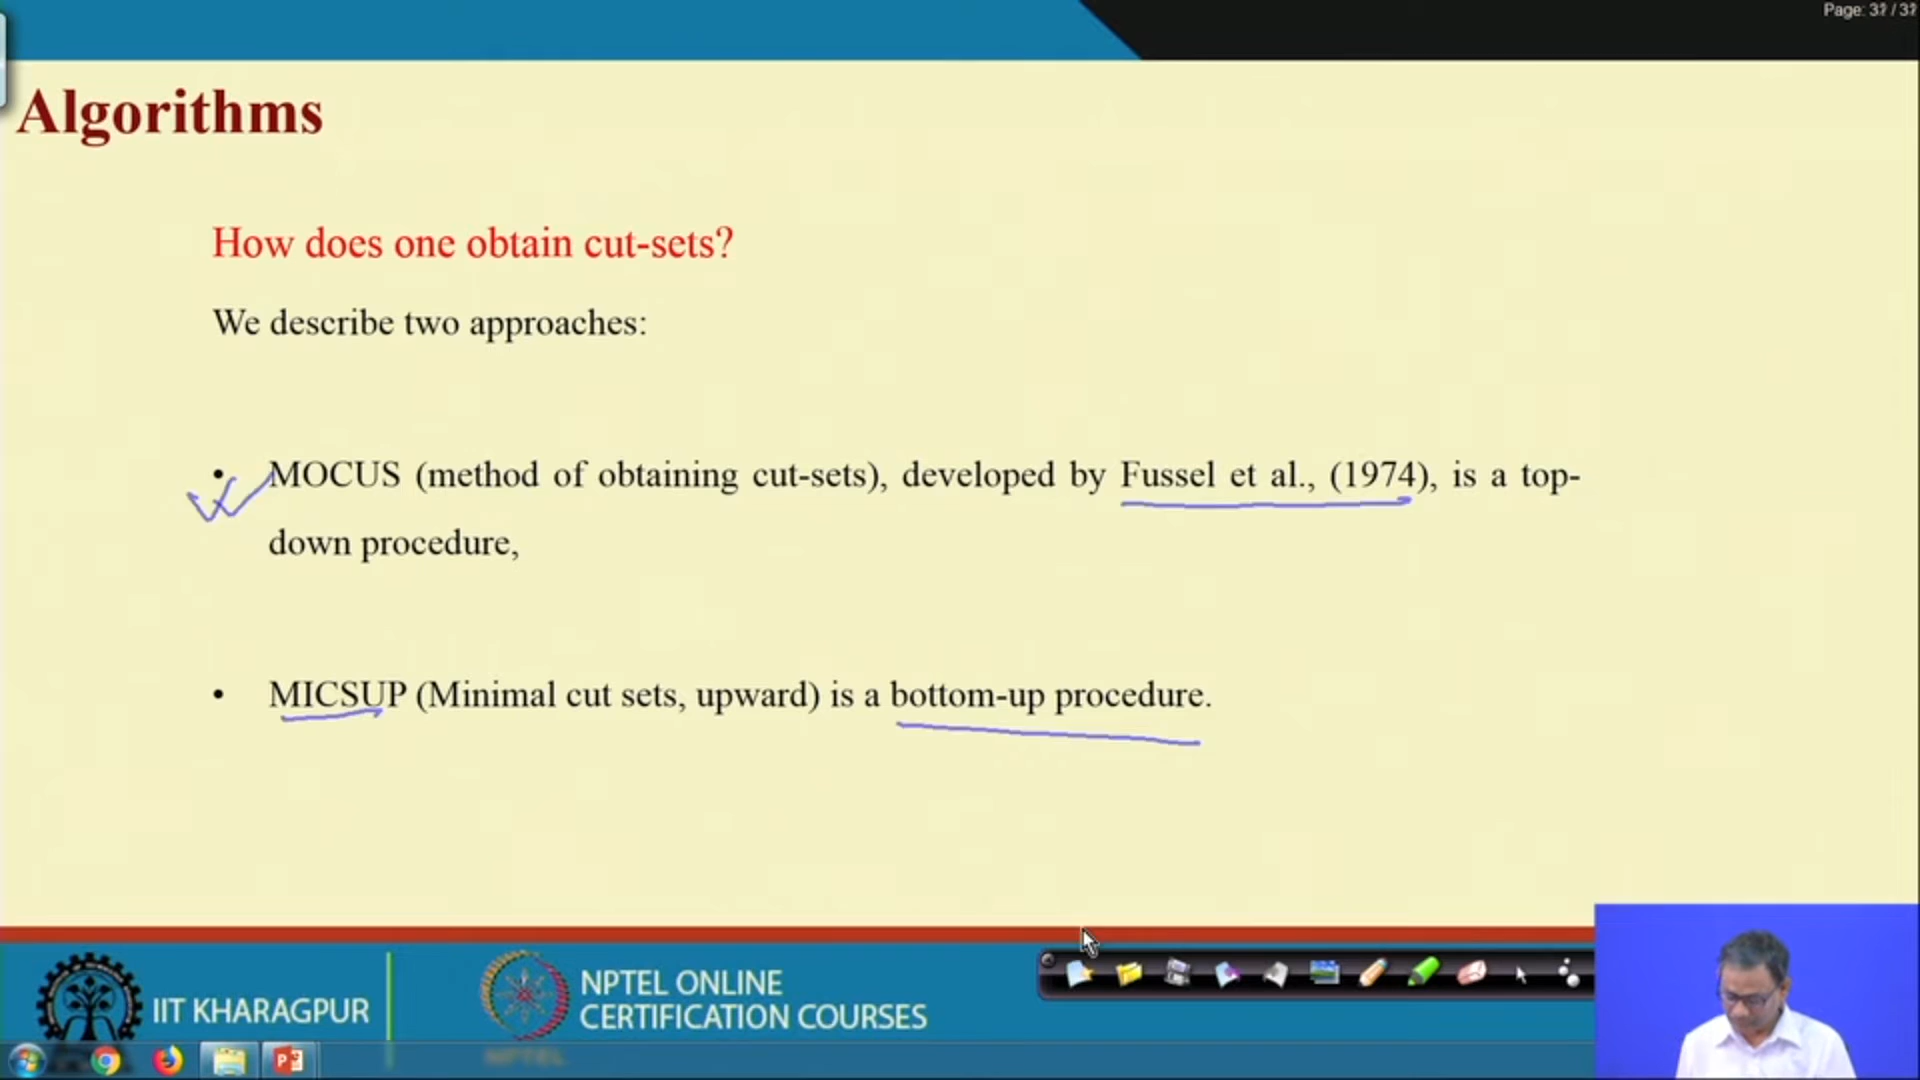 Page: 31 / 31
Algorithms
How does one obtain cut-sets?
We describe two approaches:
• MOCUS (method of obtaining cut-sets), developed by Fussel et al., (1974), is a top-
down procedure,
• MICSUP (Minimal cut sets, upward) is a bottom-up procedure.
IIT KHARAGPUR
NPTEL ONLINE
CERTIFICATION COURSES